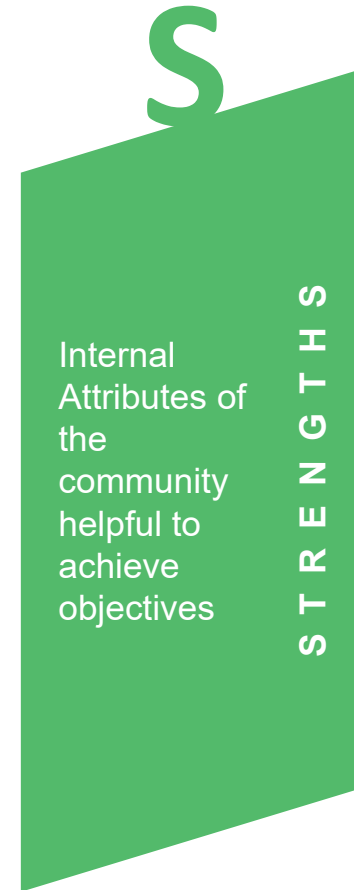 S
Internal
Attributes of
the
community
helpful to
achieve
objectives
STRENGTHS